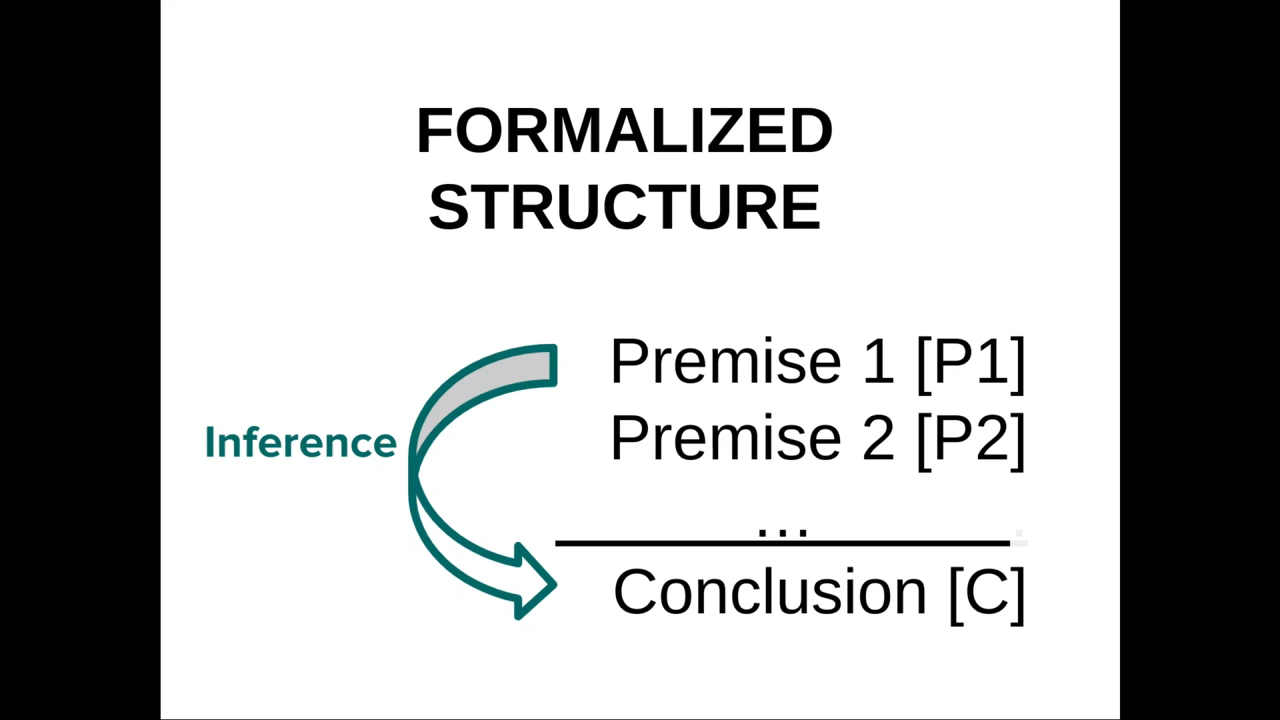 FORMALIZED
STRUCTURE
Premise 1 [P1]
Inference
Premise 2 [P2]
...
Conclusion [C]